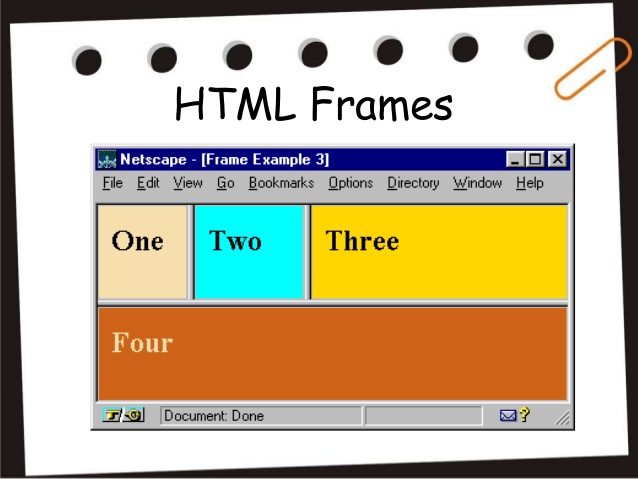 HTML Frames
Netscape - [Frame Example 3]
File Edit View Go Bookmarks Options Directory Window Help
One Two Three
Four
Document: Done